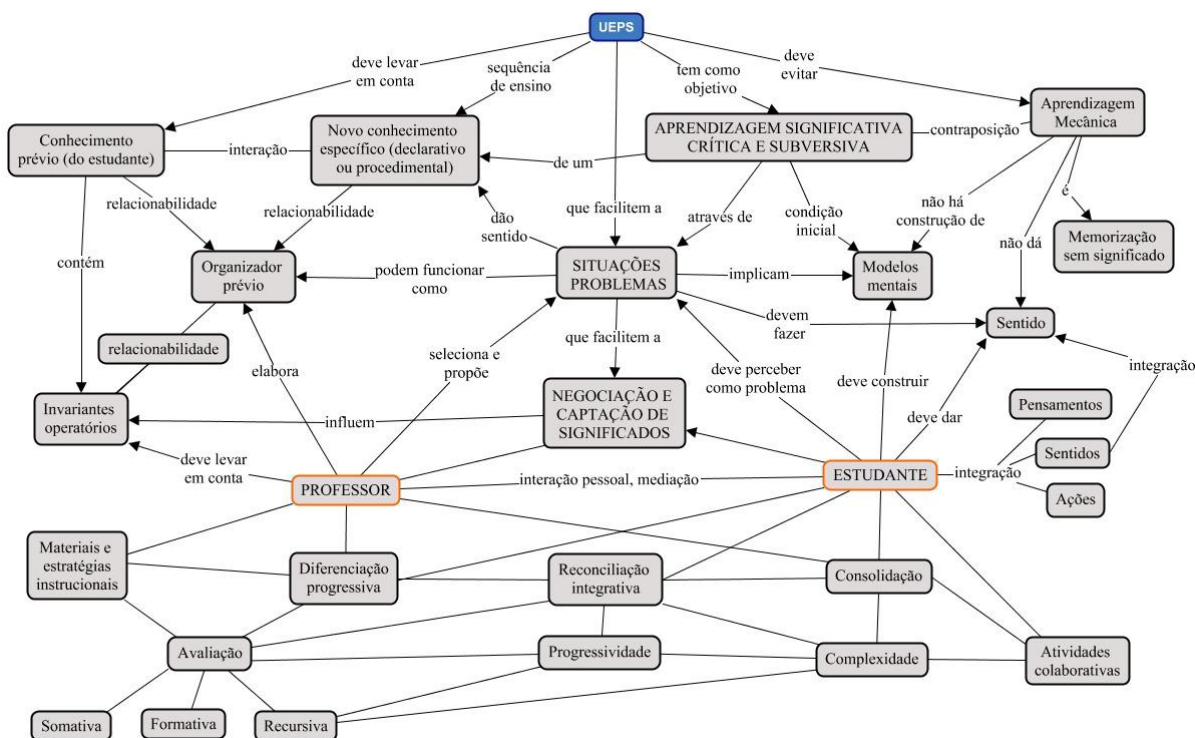 UEPS
deve levar
em conta
sequência
de ensino
tem como
objetivo
deve
evitar
Conhecimento
prévio (do estudante)
interação
Novo conhecimento
específico (declarativo
ou procedimental)
de um
APRENDIZAGEM SIGNIFICATIVA
CRÍTICA E SUBVERSIVA
contraposição
Aprendizagem
Mecânica
relacionabilidade
relacionabilidade
dão
sentido
que facilitem a
através de
condição
inicial
não há
construção de
é
não dá
Memorização
sem significado
contém
Organizador
prévio
podem funcionar
como
SITUAÇÕES
PROBLEMAS
implicam
Modelos
mentais
devem
fazer
Sentido
relacionabilidade
elabora
seleciona e
propõe
que facilitem a
deve perceber
como problema
deve construir
integração
Invariantes
operatórios
influem
NEGOCIAÇÃO E
CAPTAÇÃO DE
SIGNIFICADOS
deve dar
Pensamentos
deve levar
em conta
PROFESSOR
interação pessoal, mediação
ESTUDANTE
integração
Sentidos
Ações
Materiais e
estratégias
instrucionais
Diferenciação
progressiva
Reconciliação
integrativa
Consolidação
Avaliação
Progressividade
Complexidade
Atividades
colaborativas
Somativa
Formativa
Recursiva